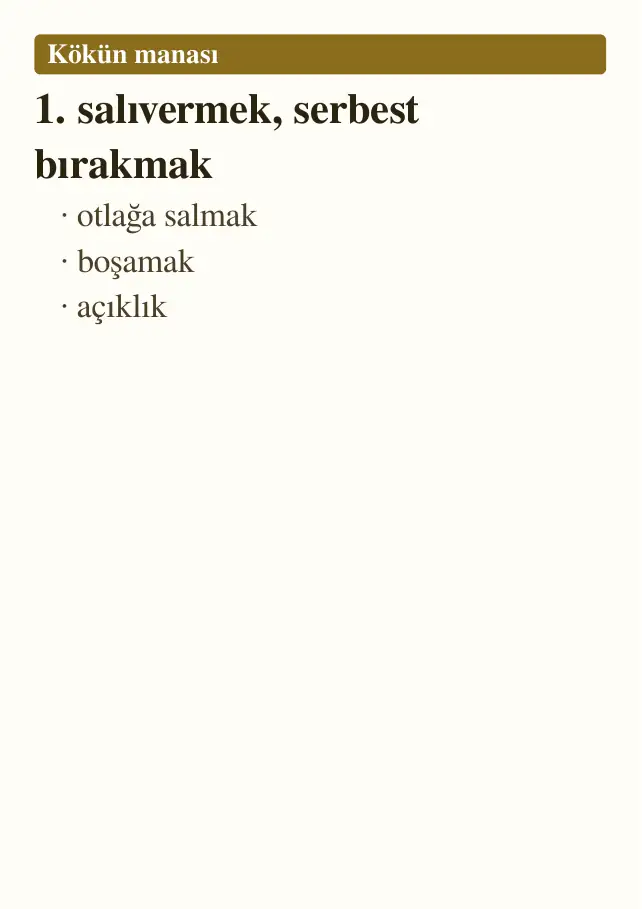 Kökün manası
1. salıvermek, serbest
bırakmak
· otlağa salmak
· boşamak
· açıklık